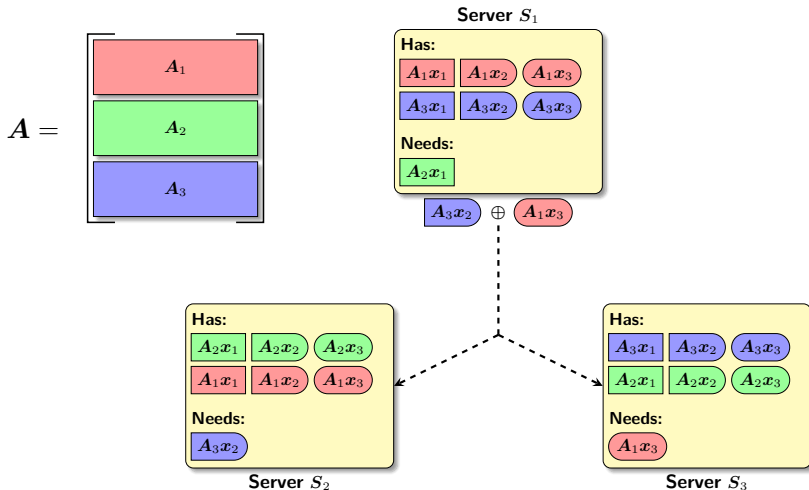 Server S₁
Has:
A₁x₁ A₁x₂ A₁x₃
A₃x₁ A₃x₂ A₃x₃
Needs:
A₂x₁
A₃x₂ ⊕ A₁x₃
A =
A₁
A₂
A₃
Has:
A₂x₁ A₂x₂ A₂x₃
A₁x₁ A₁x₂ A₁x₃
Needs:
A₃x₂
Server S₂
Has:
A₃x₁ A₃x₂ A₃x₃
A₂x₁ A₂x₂ A₂x₃
Needs:
A₁x₃
Server S₃